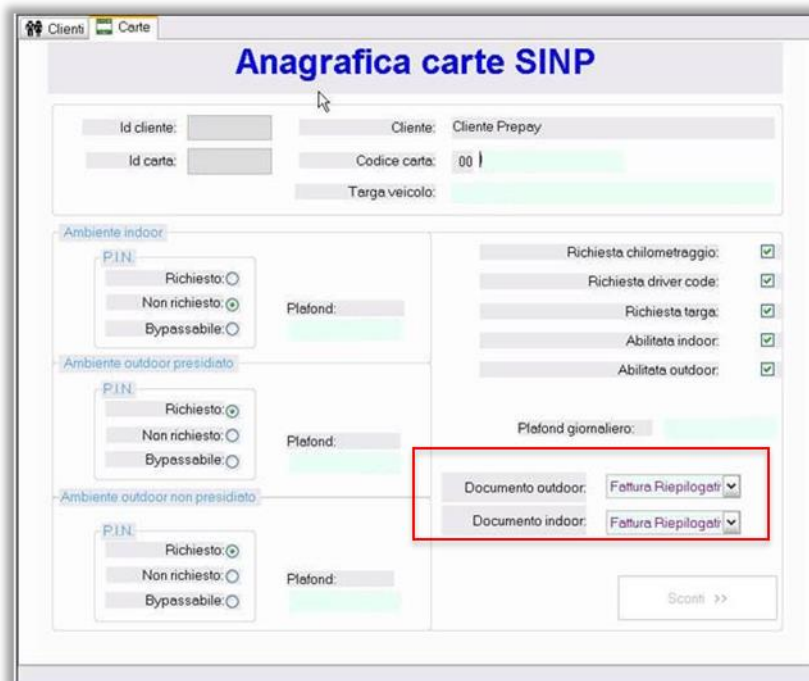 Clienti Carte
Anagrafica carte SINP
Id cliente: Cliente: Cliente Prepay
Id carta: Codice carta: 00
Targa veicolo:
Ambiente indoor
P.I.N.
Richiesto:
Non richiesto:
Bypassabile:
Plafond:
Ambiente outdoor presidiato
P.I.N.
Richiesto:
Non richiesto:
Bypassabile:
Plafond:
Ambiente outdoor non presidiato
P.I.N.
Richiesto:
Non richiesto:
Bypassabile:
Plafond:
Richiesta chilometraggio:
Richiesta driver code:
Richiesta targa:
Abilitata indoor:
Abilitata outdoor:
Plafond giornaliero:
Documento outdoor: Fattura Riepilogati
Documento indoor: Fattura Riepilogati
Sconti >>